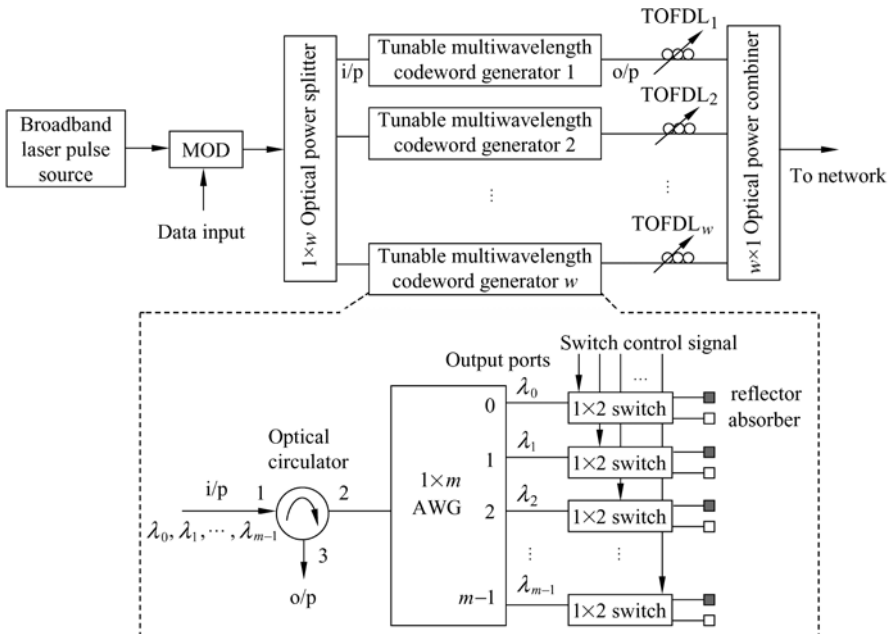 Broadband
laser pulse
source
MOD
Data input
1×w Optical power splitter
i/p
Tunable multiwavelength
codeword generator 1
o/p
TOFDL1
Tunable multiwavelength
codeword generator 2
TOFDL2
⋮
⋮
Tunable multiwavelength
codeword generator w
TOFDLw
w×1 Optical power combiner
To network
Switch control signal
...
Output ports
Optical
circulator
i/p
1
2
3
λ0, λ1, ⋯, λm−1
o/p
1×m
AWG
0
λ0
1×2 switch
reflector
absorber
1
λ1
1×2 switch
2
λ2
1×2 switch
⋮
⋮
⋮
m−1
λm−1
1×2 switch